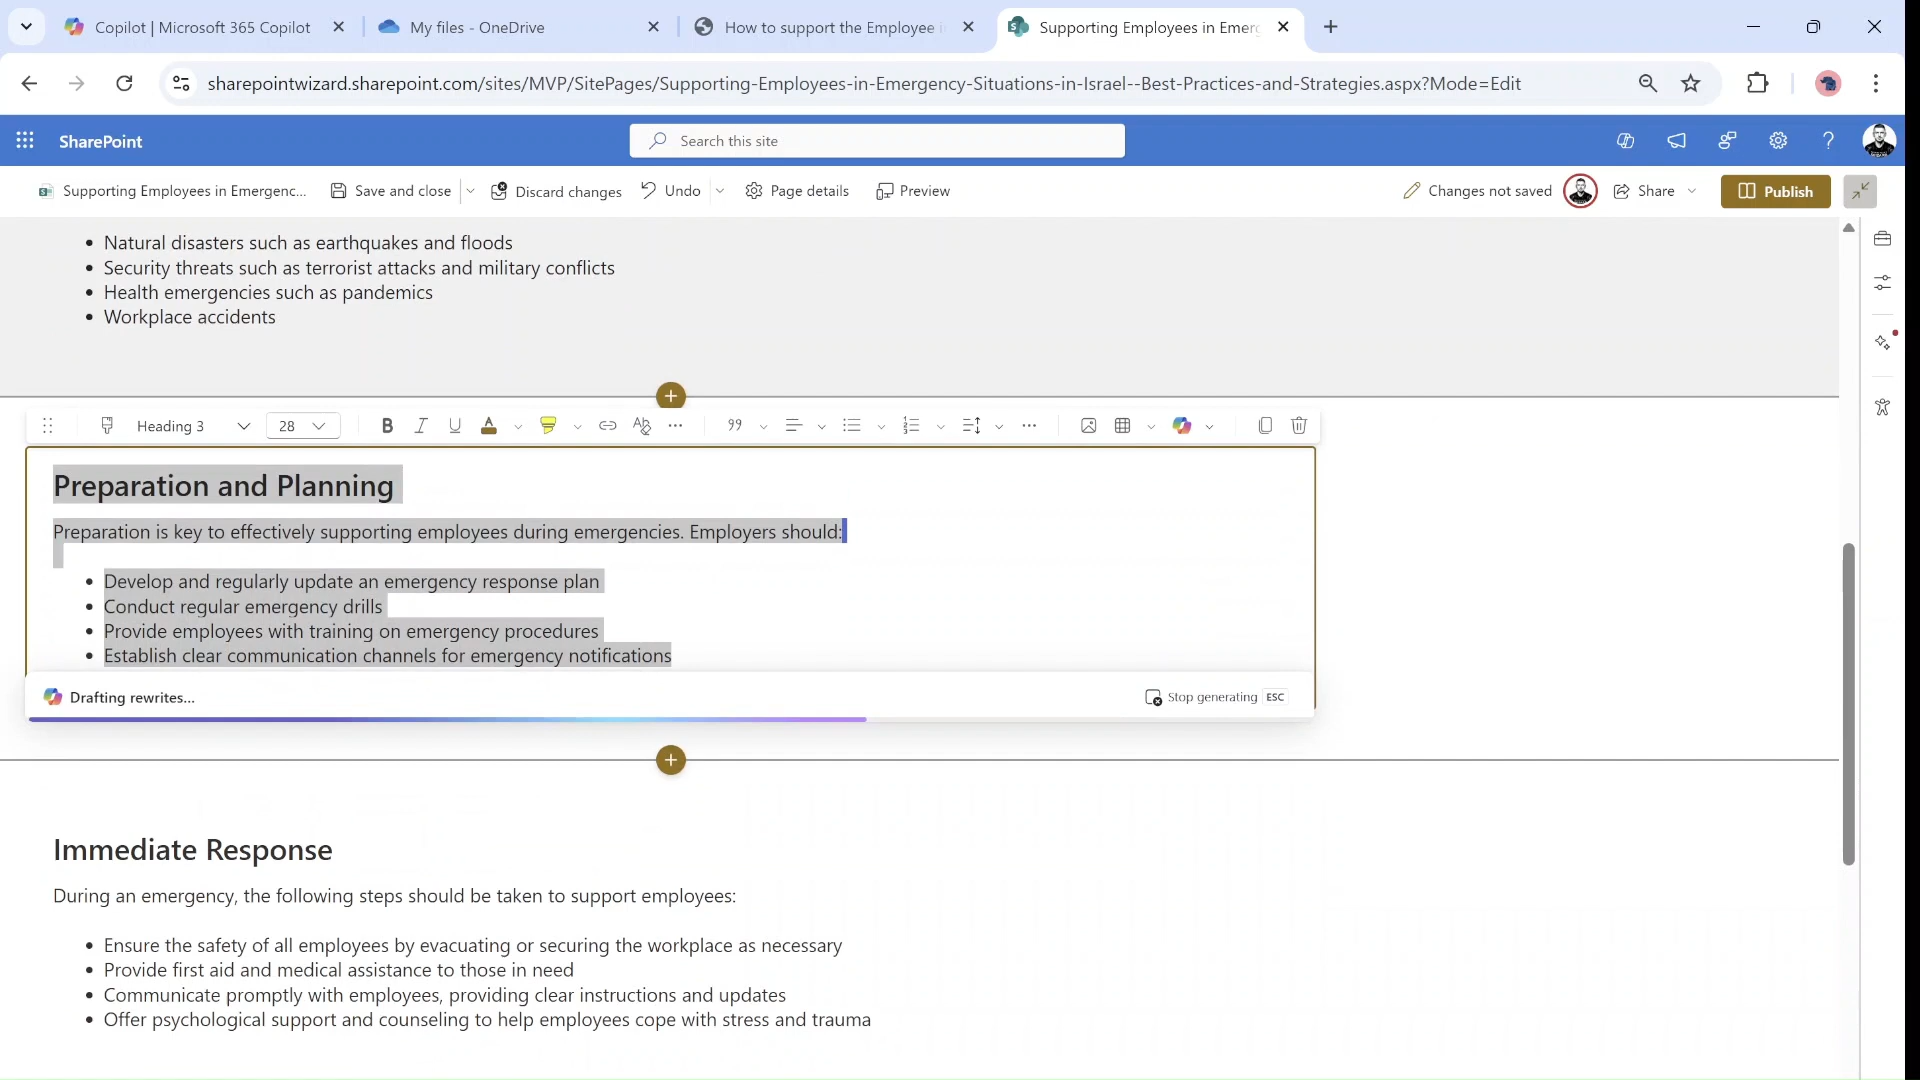 Copilot | Microsoft 365 Copilot
My files - OneDrive
How to support the Employee i
Supporting Employees in Emerg
sharepointwizard.sharepoint.com/sites/MVP/SitePages/Supporting-Employees-in-Emergency-Situations-in-Israel--Best-Practices-and-Strategies.aspx?Mode=Edit
SharePoint
Search this site
Supporting Employees in Emergenc...
Save and close
Discard changes
Undo
Page details
Preview
Changes not saved
Share
Publish
• Natural disasters such as earthquakes and floods
• Security threats such as terrorist attacks and military conflicts
• Health emergencies such as pandemics
• Workplace accidents
Heading 3
28
Preparation and Planning
Preparation is key to effectively supporting employees during emergencies. Employers should:
• Develop and regularly update an emergency response plan
• Conduct regular emergency drills
• Provide employees with training on emergency procedures
• Establish clear communication channels for emergency notifications
Drafting rewrites...
Stop generating ESC
Immediate Response
During an emergency, the following steps should be taken to support employees:
• Ensure the safety of all employees by evacuating or securing the workplace as necessary
• Provide first aid and medical assistance to those in need
• Communicate promptly with employees, providing clear instructions and updates
• Offer psychological support and counseling to help employees cope with stress and trauma